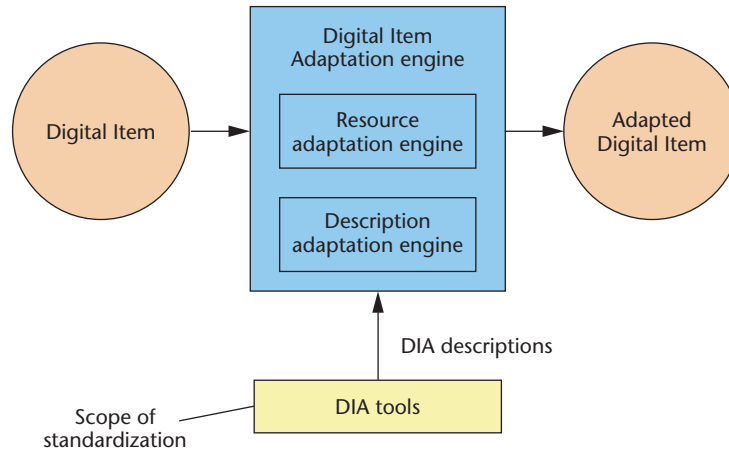 Digital Item
Adaptation engine
Digital Item
Resource
adaptation engine
Adapted
Digital Item
Description
adaptation engine
DIA descriptions
DIA tools
Scope of
standardization